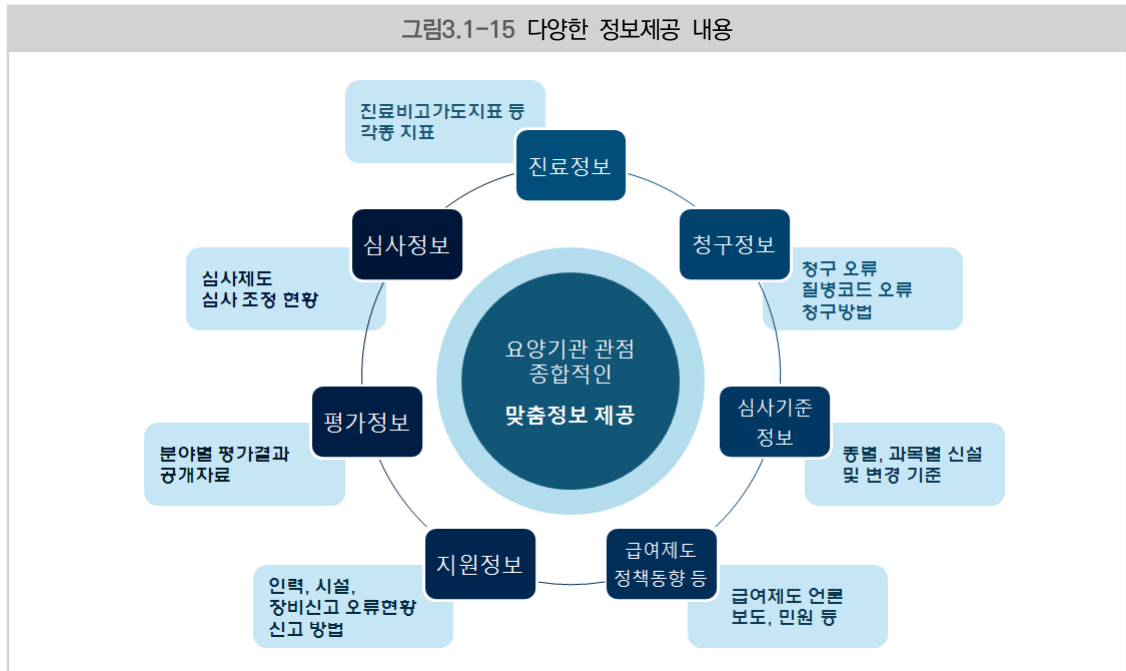 그림3.1-15 다양한 정보제공 내용
진료비고가도지표 등
각종 지표
진료정보
심사정보
심사제도
심사 조정 현황
청구정보
청구 오류
질병코드 오류
청구방법
요양기관 관점
종합적인
맞춤정보 제공
평가정보
분야별 평가결과
공개자료
심사기준
정보
종별, 과목별 신설
및 변경 기준
지원정보
인력, 시설,
장비신고 오류현황
신고 방법
급여제도
정책동향 등
급여제도 언론
보도, 민원 등